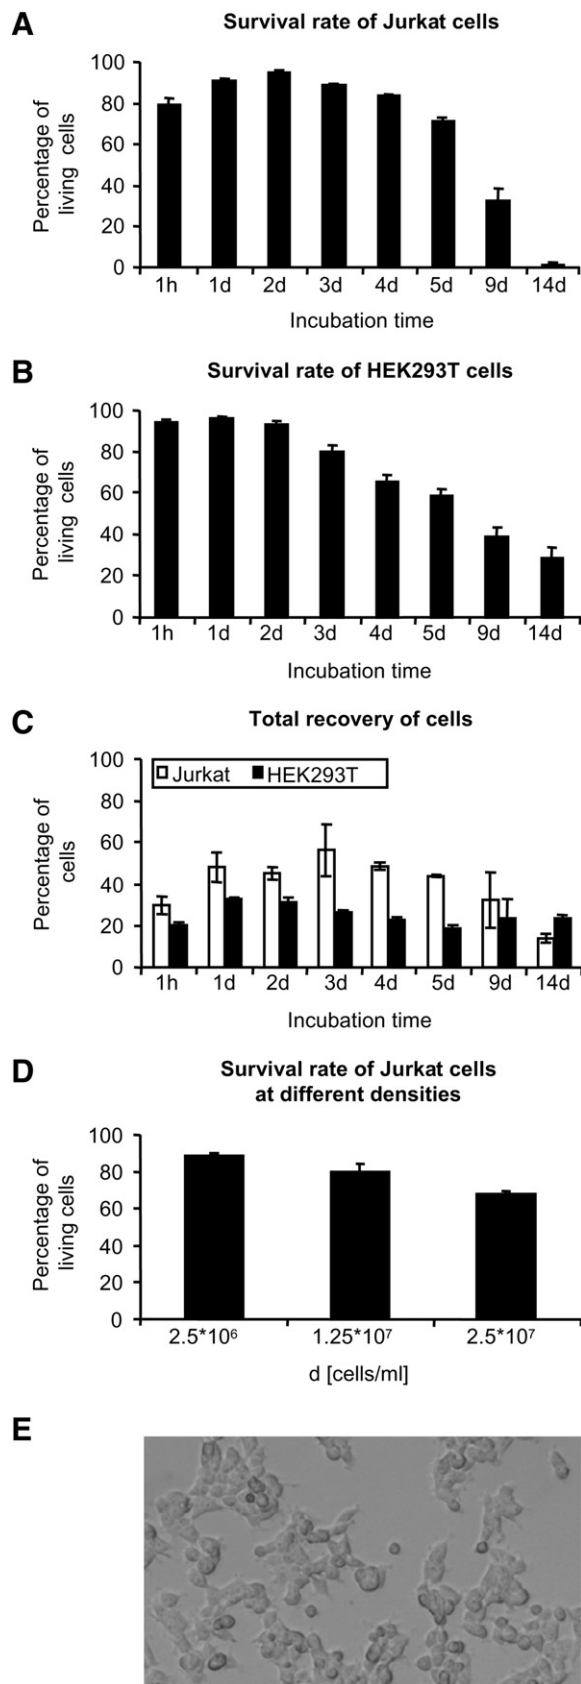 A
Survival rate of Jurkat cells
Percentage of
living cells
100
80
60
40
20
0
1h 1d 2d 3d 4d 5d 9d 14d
Incubation time
B
Survival rate of HEK293T cells
Percentage of
living cells
100
80
60
40
20
0
1h 1d 2d 3d 4d 5d 9d 14d
Incubation time
C
Total recovery of cells
Percentage of
cells
100
80
60
40
20
0
Jurkat HEK293T
1h 1d 2d 3d 4d 5d 9d 14d
Incubation time
D
Survival rate of Jurkat cells
at different densities
Percentage of
living cells
100
80
60
40
20
0
2.5*10⁶ 1.25*10⁷ 2.5*10⁷
d [cells/ml]
E